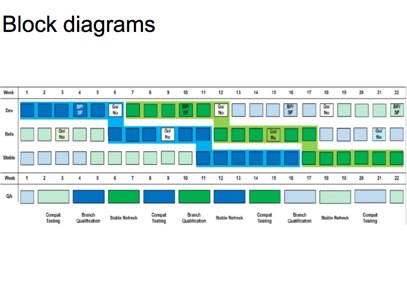 Block diagrams
Week 1 2 3 4 5 6 7 8 9 10 11 12 13 14 15 16 17 18 19 20 21 22
Dev BP/ SF Go/ No BP/ SF Go/ No BP/ SF Go/ No BP/ SF
Beta Go/ No Go/ No Go/ No Go/ No
Stable
Week 1 2 3 4 5 6 7 8 9 10 11 12 13 14 15 16 17 18 19 20 21 22
QA
Compat Testing Branch Qualification Stable Refresh Compat Testing Branch Qualification Stable Refresh Compat Testing Branch Qualification Stable Refresh Compat Testing